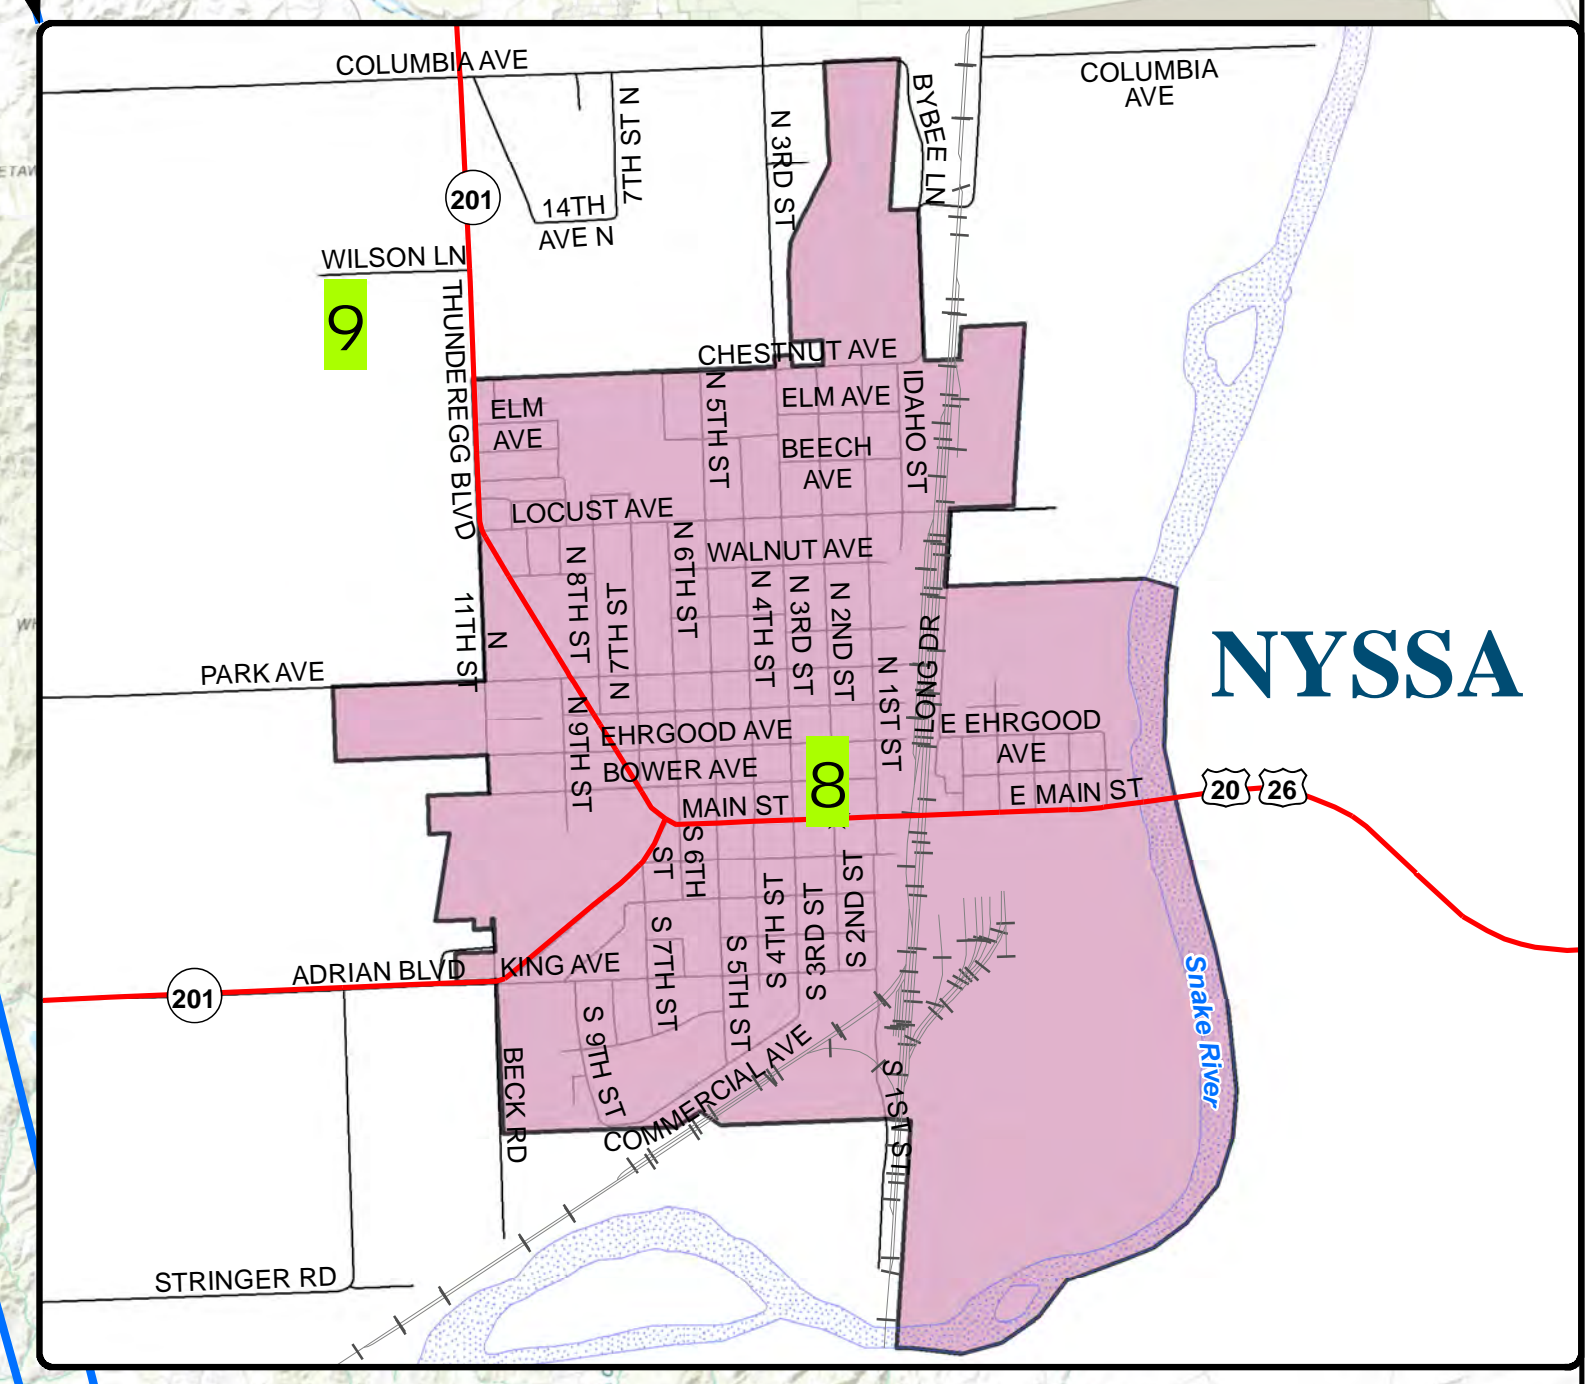 COLUMBIA AVE
COLUMBIA
AVE
BYBEE LN
N 3RD ST
7TH ST N
201
14TH
AVE N
WILSON LN
9
THUNDEREGG BLVD
CHESTNUT AVE
ELM
AVE
N 5TH ST
ELM AVE
IDAHO ST
BEECH
AVE
LOCUST AVE
WALNUT AVE
N 6TH ST
N 8TH ST
N 7TH ST
N 4TH ST
N 3RD ST
N 2ND ST
11TH ST
N
LONG DR
NYSSA
PARK AVE
N 1ST ST
N 9TH ST
EHRGOOD AVE
E EHRGOOD
AVE
BOWER AVE
8
MAIN ST
E MAIN ST
20
26
S 6TH
ST
S 2ND ST
S 4TH ST
S 3RD ST
S 7TH ST
S 5TH ST
KING AVE
ADRIAN BLVD
201
Snake River
S 9TH ST
BECK RD
COMMERCIAL AVE
S 1ST ST
STRINGER RD